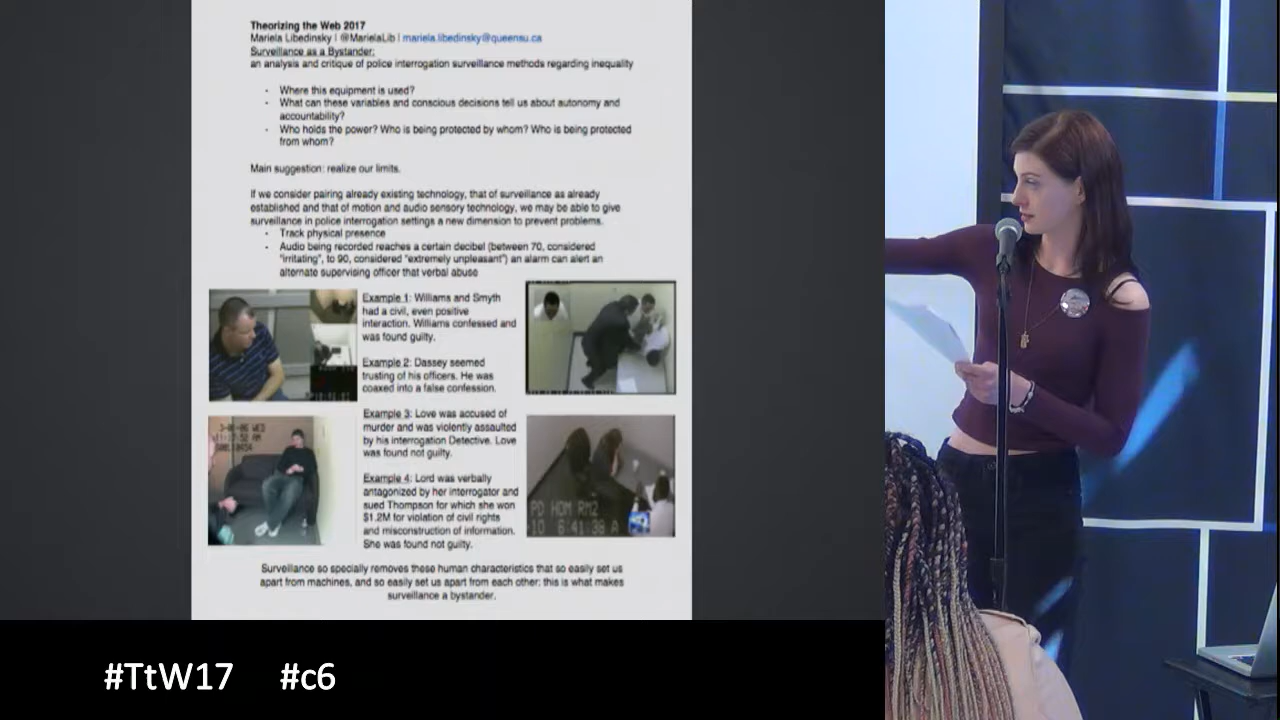 Theorizing the Web 2017
Mariela Libedinsky | @MarielaLib | mariela.libedinsky@queensu.ca
Surveillance as a Bystander:
an analysis and critique of police interrogation surveillance methods regarding inequality
- Where this equipment is used?
- What can these variables and conscious decisions tell us about autonomy and
accountability?
- Who holds the power? Who is being protected by whom? Who is being protected
from whom?
Main suggestion: realize our limits.
If we consider pairing already existing technology, that of surveillance as already
established and that of motion and audio sensory technology, we may be able to give
surveillance in police interrogation settings a new dimension to prevent problems.
- Track physical presence
- Audio being recorded reaches a certain decibel (between 70, considered
"irritating", to 90, considered "extremely unpleasant") an alarm can alert an
alternate supervising officer that verbal abuse
Example 1: Williams and Smyth
had a civil, even positive
interaction. Williams confessed and
was found guilty.
Example 2: Dassey seemed
trusting of his officers. He was
coaxed into a false confession.
Example 3: Love was accused of
murder and was violently assaulted
by his interrogation Detective. Love
was found not guilty.
Example 4: Lord was verbally
antagonized by her interrogator and
sued Thompson for which she won
$1.2M for violation of civil rights
and misconstruction of information.
She was found not guilty.
WED
AM
PD HOM RM2
10 6:41:39 A
Surveillance so specially removes these human characteristics that so easily set us
apart from machines, and so easily set us apart from each other; this is what makes
surveillance a bystander.
#TtW17 #c6